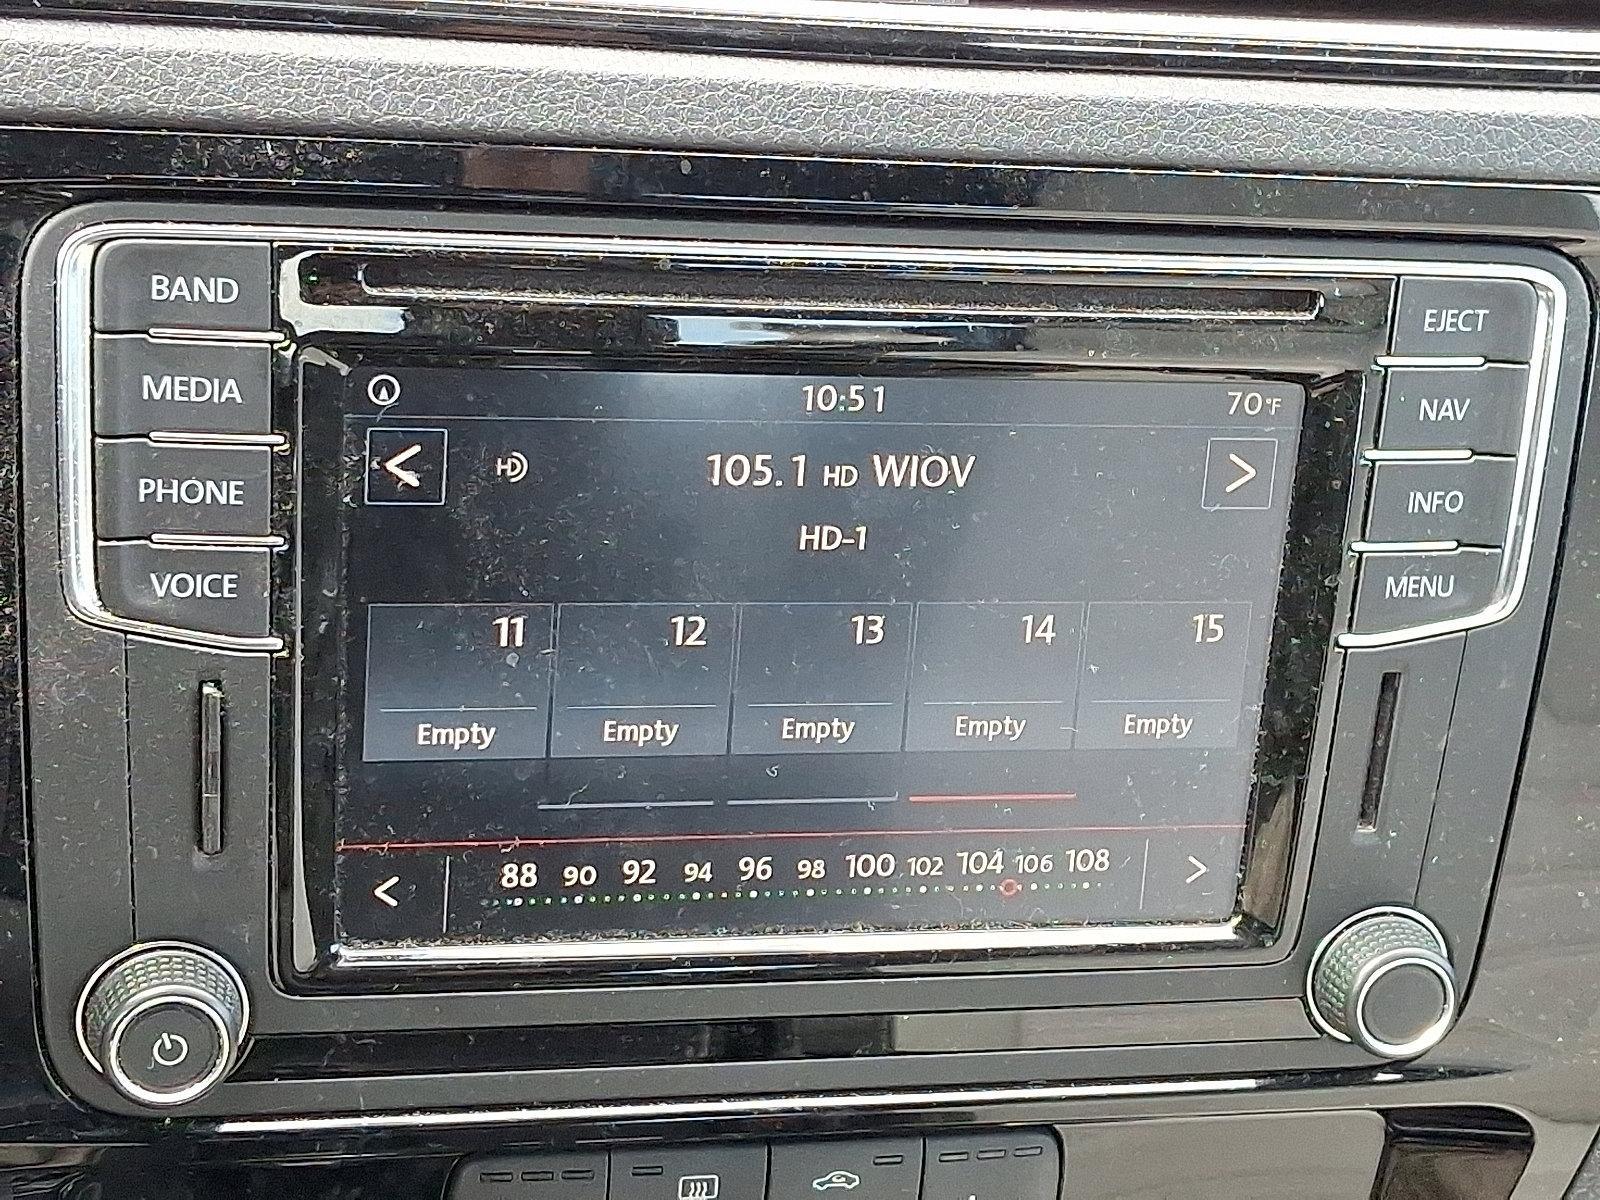 BAND
MEDIA
PHONE
VOICE
EJECT
NAV
INFO
MENU
10:51
70°F
< HD 105.1 HD WIOV >
HD-1
11 12 13 14 15
Empty Empty Empty Empty Empty
< 88 90 92 94 96 98 100 102 104 106 108 >